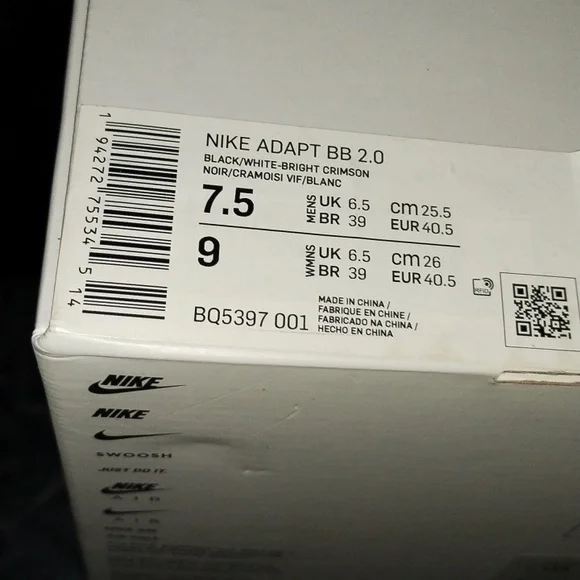 1 94272 75534 5 14
NIKE ADAPT BB 2.0
BLACK/WHITE-BRIGHT CRIMSON
NOIR/CRAMOISI VIF/BLANC
7.5 MENS UK 6.5 cm 25.5
BR 39 EUR 40.5
9 WMNS UK 6.5 cm 26
BR 39 EUR 40.5
BQ5397 001
MADE IN CHINA /
FABRIQUE EN CHINE /
FABRICADO NA CHINA /
HECHO EN CHINA
RFID
NIKE
NIKE
SWOOSH
JUST DO IT.
NIKE
AIR
AIR